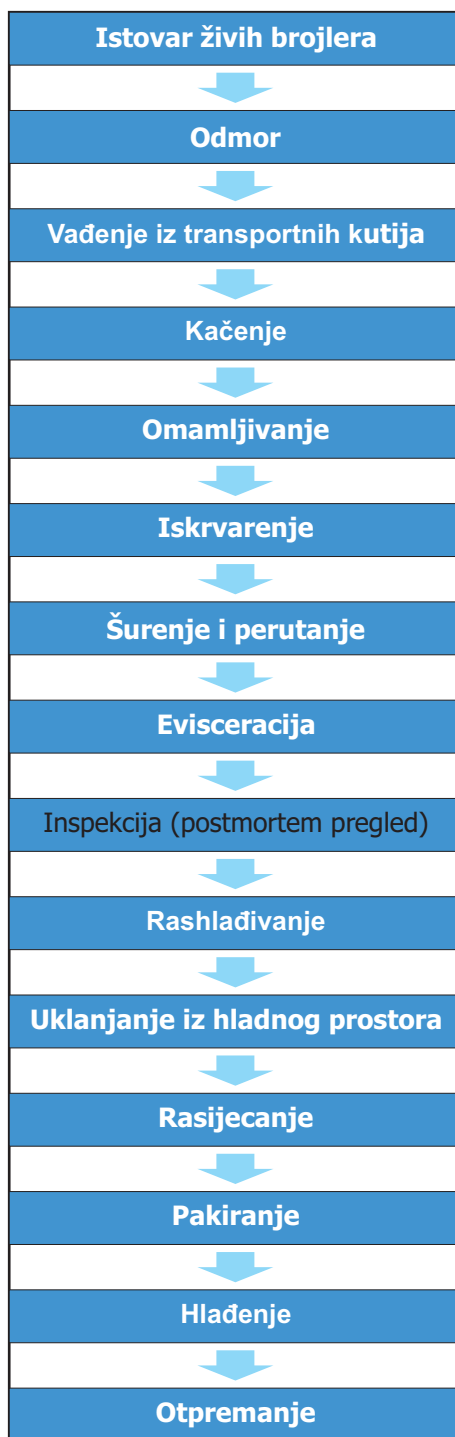 Istovar živih brojlera
Odmor
Vađenje iz transportnih kutija
Kačenje
Omamljivanje
Iskrvarenje
Šurenje i perutanje
Evisceracija
Inspekcija (postmortem pregled)
Rashlađivanje
Uklanjanje iz hladnog prostora
Rasijecanje
Pakiranje
Hlađenje
Otpremanje